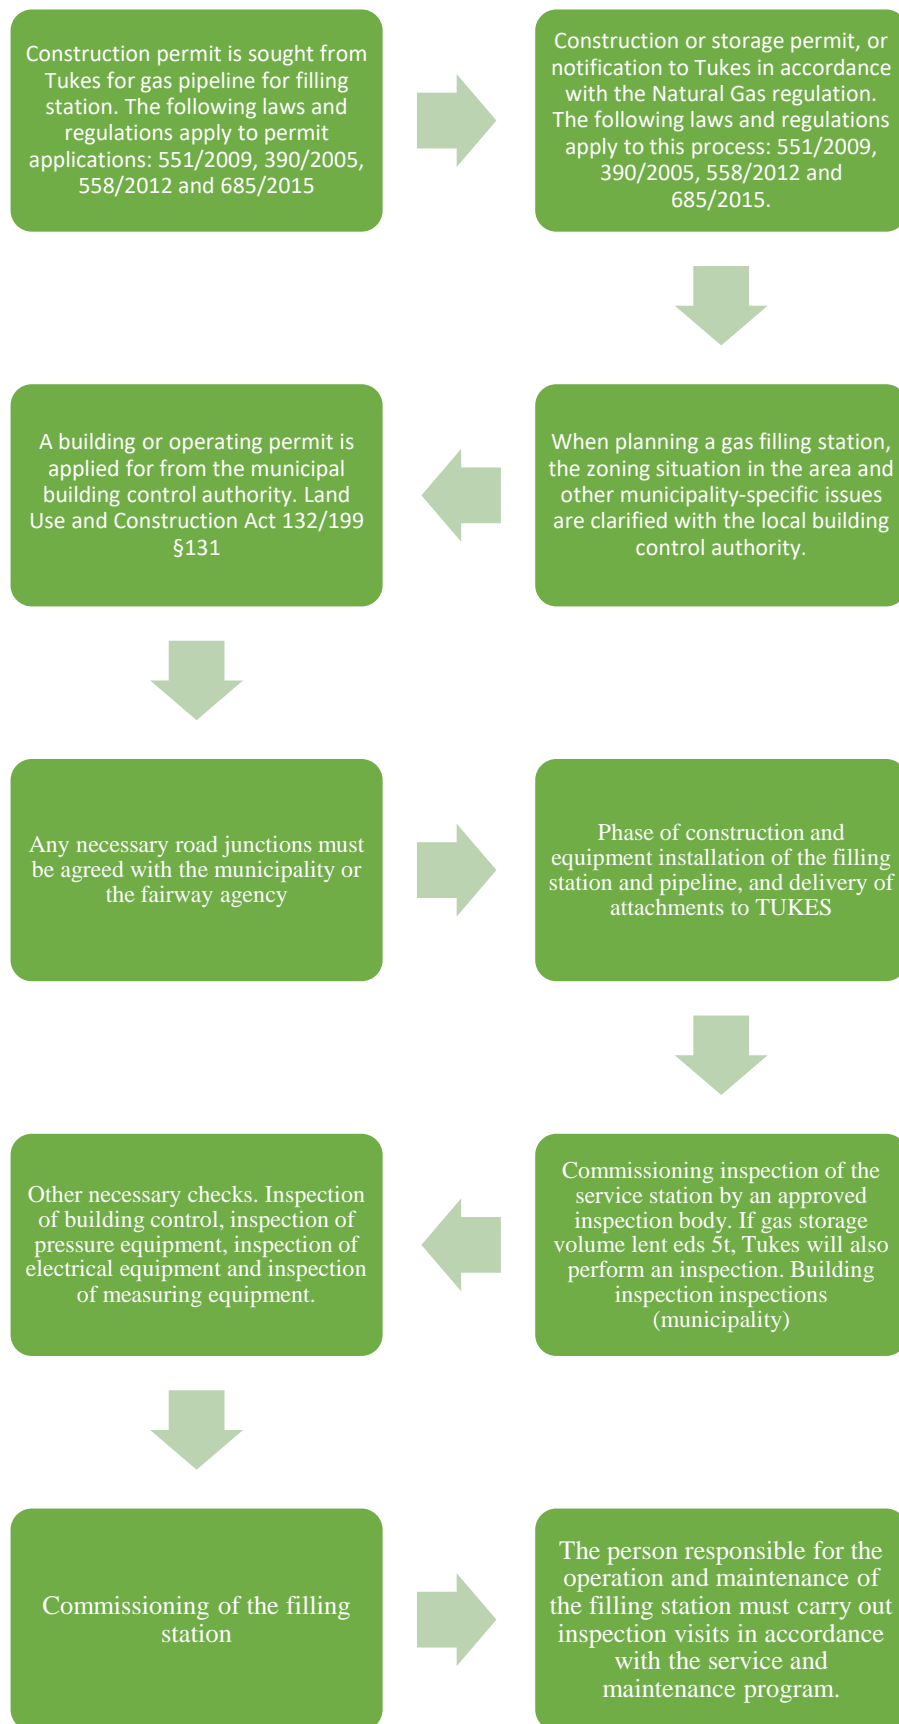 Construction permit is sought from
Tukes for gas pipeline for filling
station. The following laws and
regulations apply to permit
applications: 551/2009, 390/2005,
558/2012 and 685/2015
Construction or storage permit, or
notification to Tukes in accordance
with the Natural Gas regulation.
The following laws and regulations
apply to this process: 551/2009,
390/2005, 558/2012 and
685/2015.
When planning a gas filling station,
the zoning situation in the area and
other municipality-specific issues
are clarified with the local building
control authority.
A building or operating permit is
applied for from the municipal
building control authority. Land
Use and Construction Act 132/199
§131
Any necessary road junctions must
be agreed with the municipality or
the fairway agency
Phase of construction and
equipment installation of the filling
station and pipeline, and delivery of
attachments to TUKES
Commissioning inspection of the
service station by an approved
inspection body. If gas storage
volume lent eds 5t, Tukes will also
perform an inspection. Building
inspection inspections
(municipality)
Other necessary checks. Inspection
of building control, inspection of
pressure equipment, inspection of
electrical equipment and inspection
of measuring equipment.
Commissioning of the filling
station
The person responsible for the
operation and maintenance of
the filling station must carry out
inspection visits in accordance
with the service and
maintenance program.